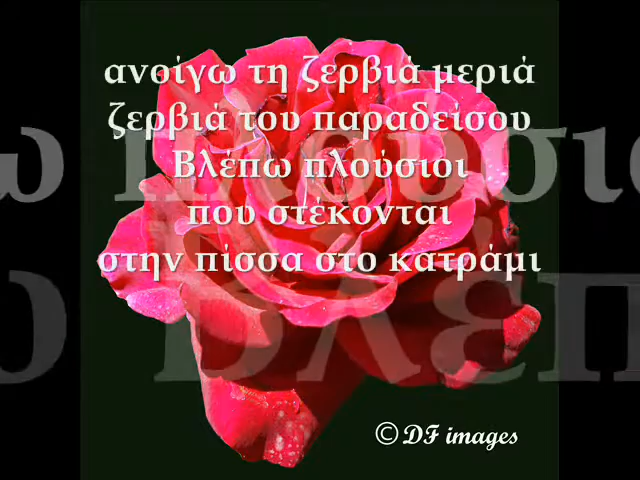 ανοίγω τη ζερβιά μεριά
ζερβιά του παραδείσου
Βλέπω πλούσιοι
που στέκονται
στην πίσσα στο κατράμι
© DF images